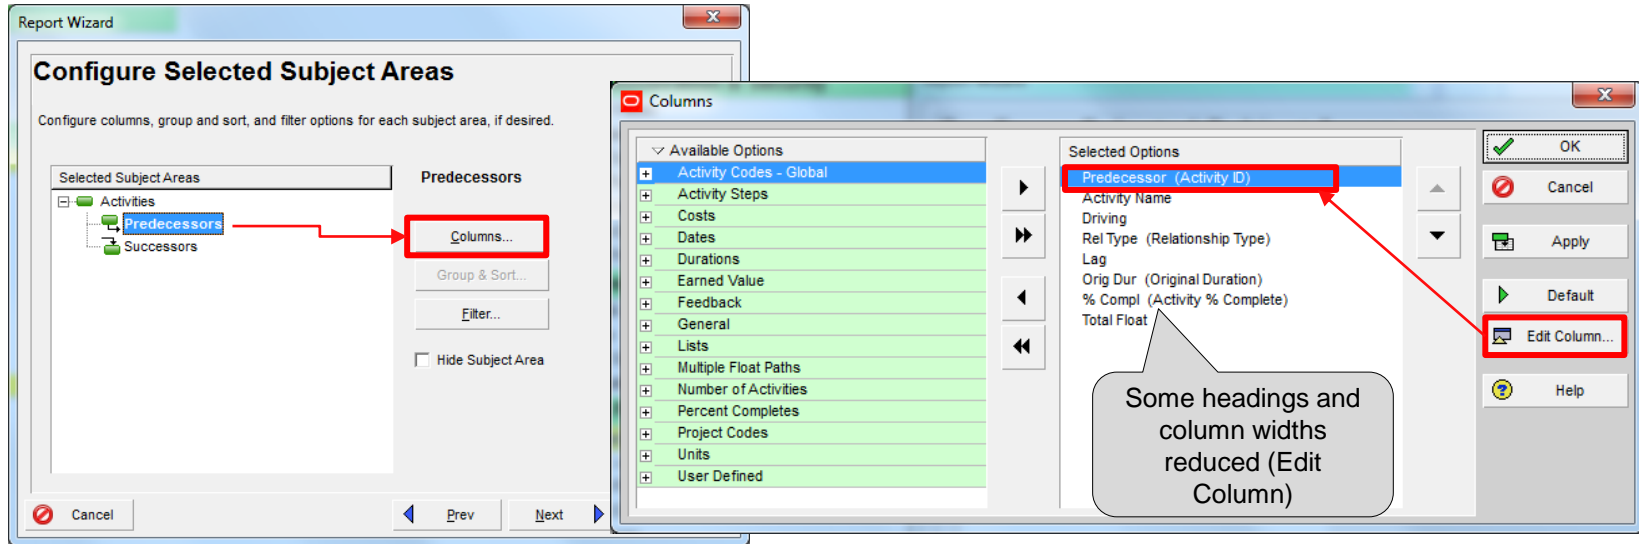 Report Wizard
Configure Selected Subject Areas
Configure columns, group and sort, and filter options for each subject area, if desired.
Selected Subject Areas
Activities
Predecessors
Successors
Predecessors
Columns...
Group & Sort...
Filter...
Hide Subject Area
Cancel
Prev
Next
Columns
Available Options
Activity Codes - Global
Activity Steps
Costs
Dates
Durations
Earned Value
Feedback
General
Lists
Multiple Float Paths
Number of Activities
Percent Completes
Project Codes
Units
User Defined
Selected Options
Predecessor (Activity ID)
Activity Name
Driving
Rel Type (Relationship Type)
Lag
Orig Dur (Original Duration)
% Compl (Activity % Complete)
Total Float
Some headings and
column widths
reduced (Edit
Column)
OK
Cancel
Apply
Default
Edit Column...
Help